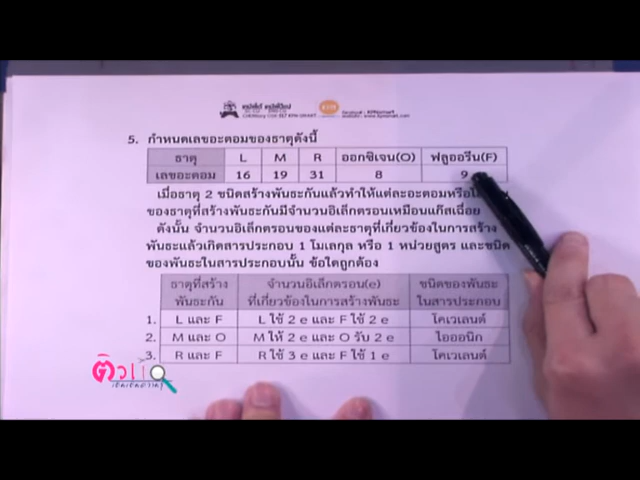 5. กำหนดเลขอะตอมของธาตุดังนี้
ธาตุ L M R ออกซิเจน(O) ฟลูออรีน(F)
เลขอะตอม 16 19 31 8 9
เมื่อธาตุ 2 ชนิดสร้างพันธะกันแล้วทำให้แต่ละอะตอมหรือ
ของธาตุที่สร้างพันธะกันมีจำนวนอิเล็กตรอนเหมือนแก๊สเฉื่อย
ดังนั้น จำนวนอิเล็กตรอนของแต่ละธาตุที่เกี่ยวข้องในการสร้าง
พันธะแล้วเกิดสารประกอบ 1 โมเลกุล หรือ 1 หน่วยสูตร และชนิด
ของพันธะในสารประกอบนั้น ข้อใดถูกต้อง
ธาตุที่สร้างพันธะกัน จำนวนอิเล็กตรอน(e) ที่เกี่ยวข้องในการสร้างพันธะ ชนิดของพันธะในสารประกอบ
1. L และ F L ใช้ 2 e และ F ใช้ 2 e โคเวเลนต์
2. M และ O M ให้ 2 e และ O รับ 2 e ไอออนิก
3. R และ F R ใช้ 3 e และ F ใช้ 1 e โคเวเลนต์